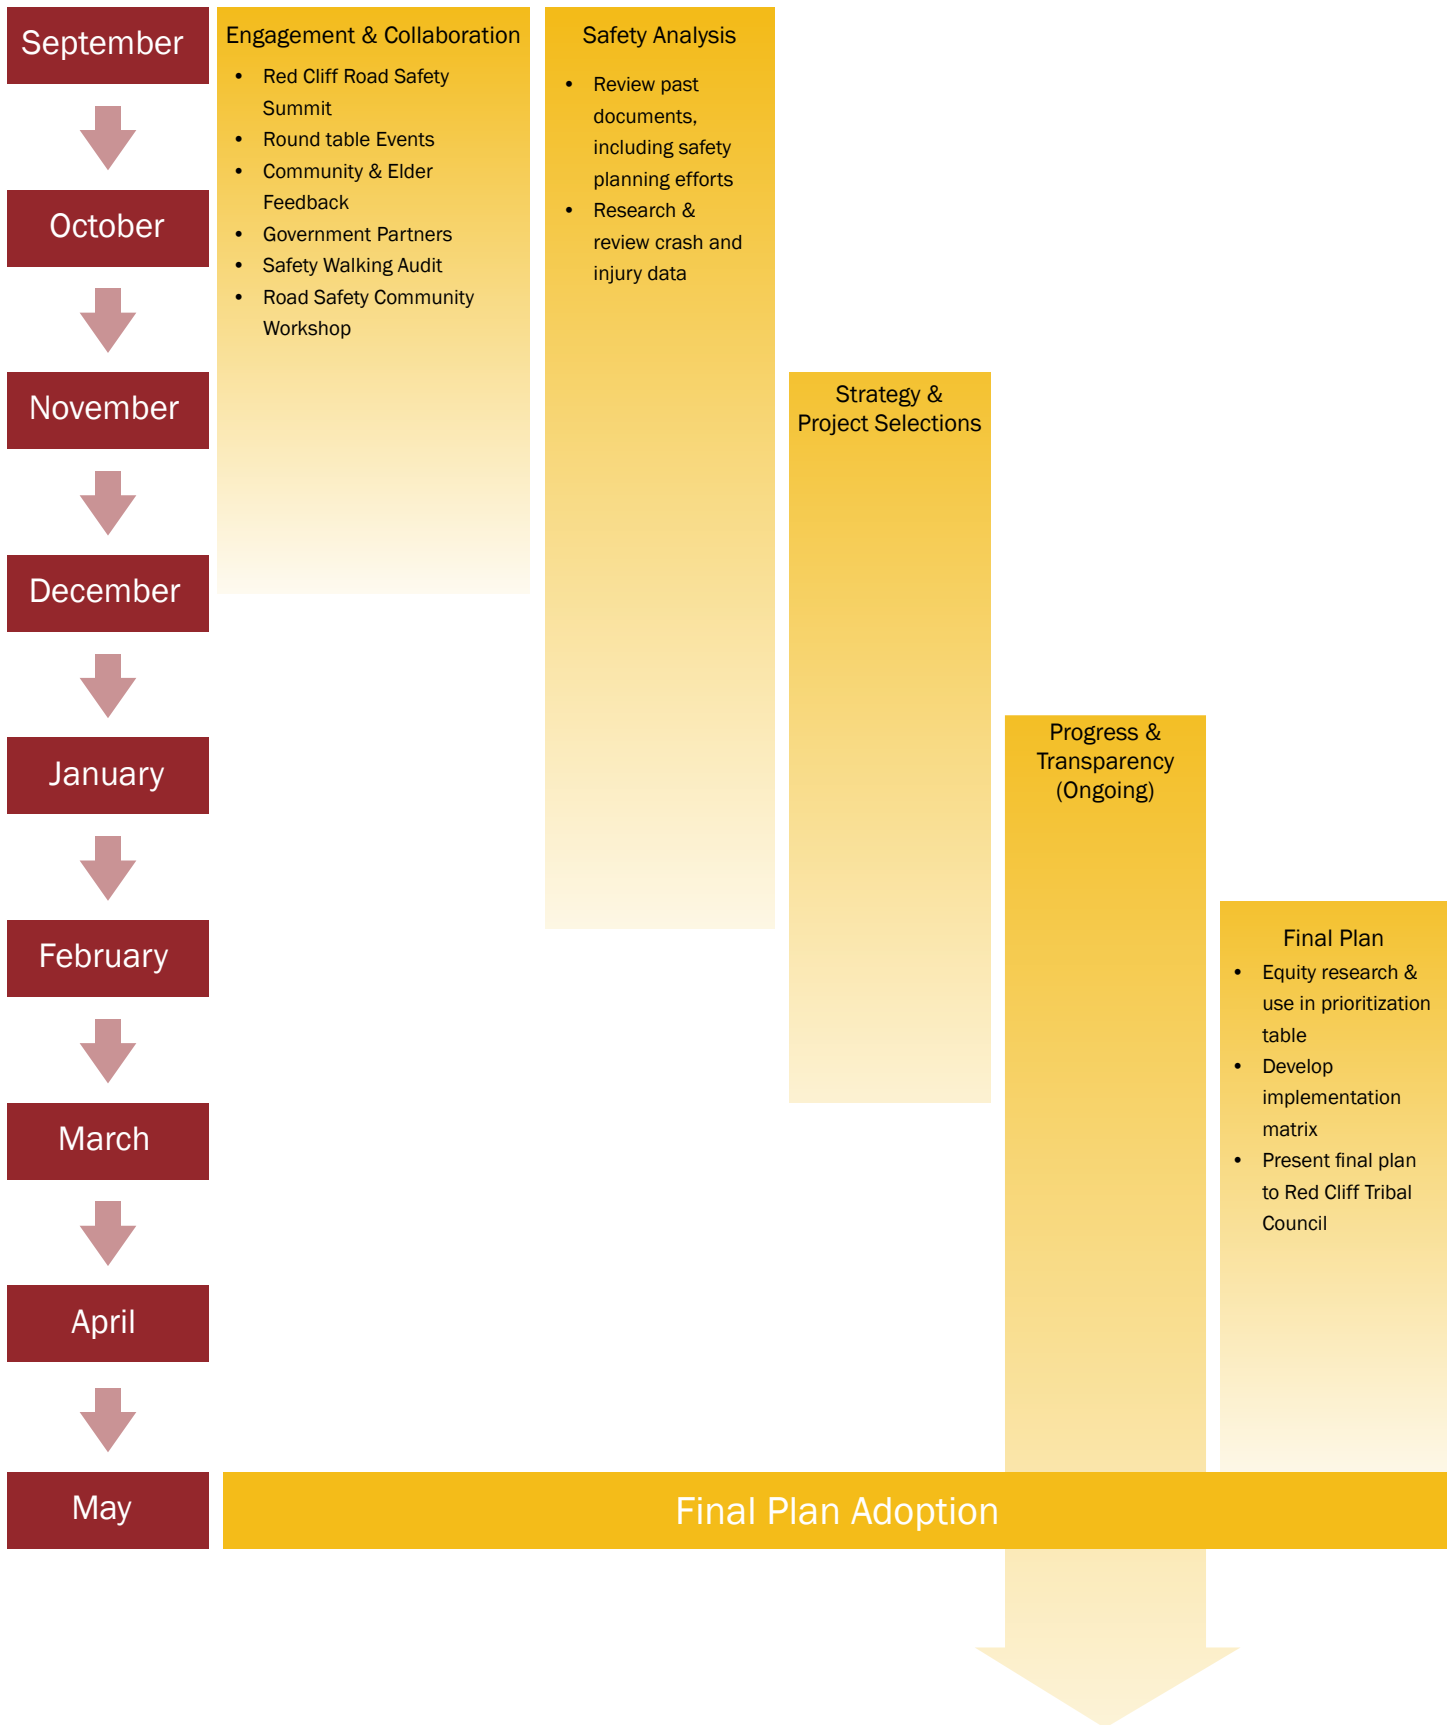 September
October
November
December
January
February
March
April
May
Engagement & Collaboration
• Red Cliff Road Safety
Summit
• Round table Events
• Community & Elder
Feedback
• Government Partners
• Safety Walking Audit
• Road Safety Community
Workshop
Safety Analysis
• Review past
documents,
including safety
planning efforts
• Research &
review crash and
injury data
Strategy &
Project Selections
Progress &
Transparency
(Ongoing)
Final Plan
• Equity research &
use in prioritization
table
• Develop
implementation
matrix
• Present final plan
to Red Cliff Tribal
Council
Final Plan Adoption